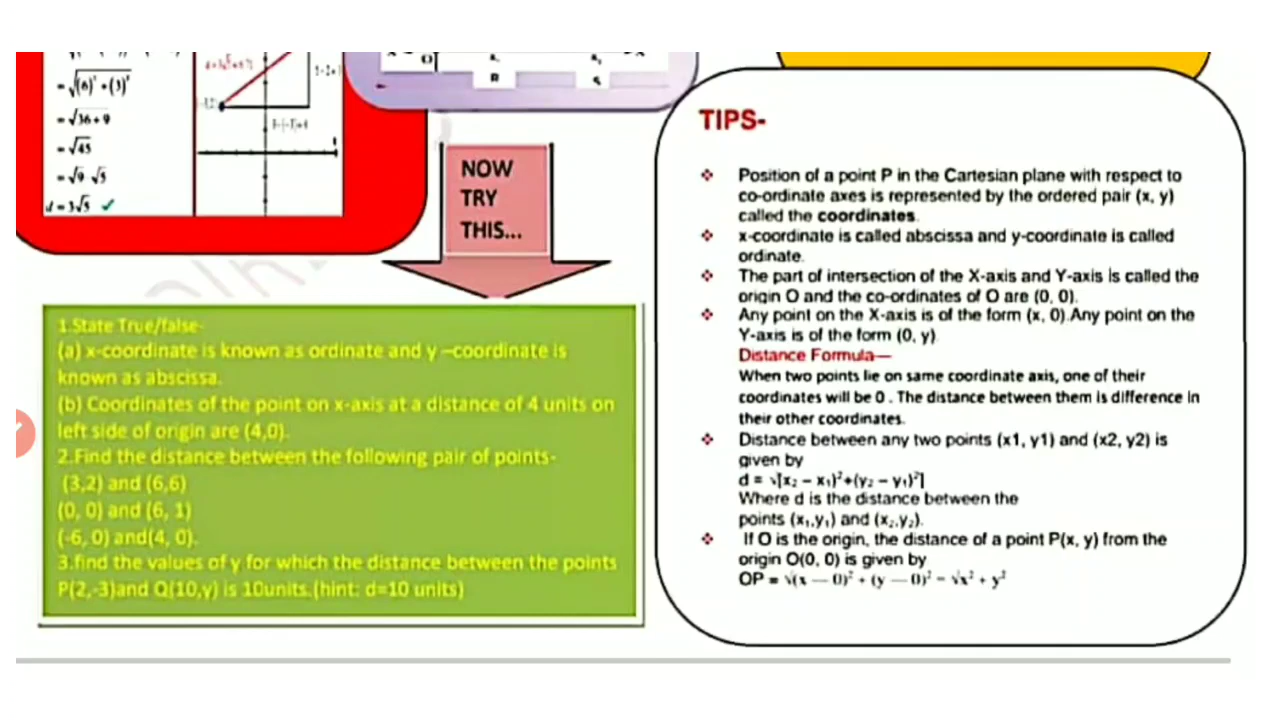 = √(6)² + (3)²
= √36 + 9
= √45
= √9 √5
d = 3√5 ✓
O
R
S
NOW
TRY
THIS...
1.State True/false-
(a) x-coordinate is known as ordinate and y –coordinate is
known as abscissa.
(b) Coordinates of the point on x-axis at a distance of 4 units on
left side of origin are (4,0).
2.Find the distance between the following pair of points-
(3,2) and (6,6)
(0, 0) and (6, 1)
(-6, 0) and(4, 0).
3.find the values of y for which the distance between the points
P(2,-3)and Q(10,y) is 10units.(hint: d=10 units)
TIPS-
❖ Position of a point P in the Cartesian plane with respect to
co-ordinate axes is represented by the ordered pair (x, y)
called the coordinates.
❖ x-coordinate is called abscissa and y-coordinate is called
ordinate.
❖ The part of intersection of the X-axis and Y-axis is called the
origin O and the co-ordinates of O are (0, 0).
❖ Any point on the X-axis is of the form (x, 0).Any point on the
Y-axis is of the form (0, y)
Distance Formula—
When two points lie on same coordinate axis, one of their
coordinates will be 0 . The distance between them is difference in
their other coordinates.
❖ Distance between any two points (x1, y1) and (x2, y2) is
given by
d = √[x₂ – x₁)²+(y₂ – y₁)²]
Where d is the distance between the
points (x₁,y₁) and (x₂,y₂).
❖ If O is the origin, the distance of a point P(x, y) from the
origin O(0, 0) is given by
OP = √(x — 0)² + (y — 0)² = √x² + y²